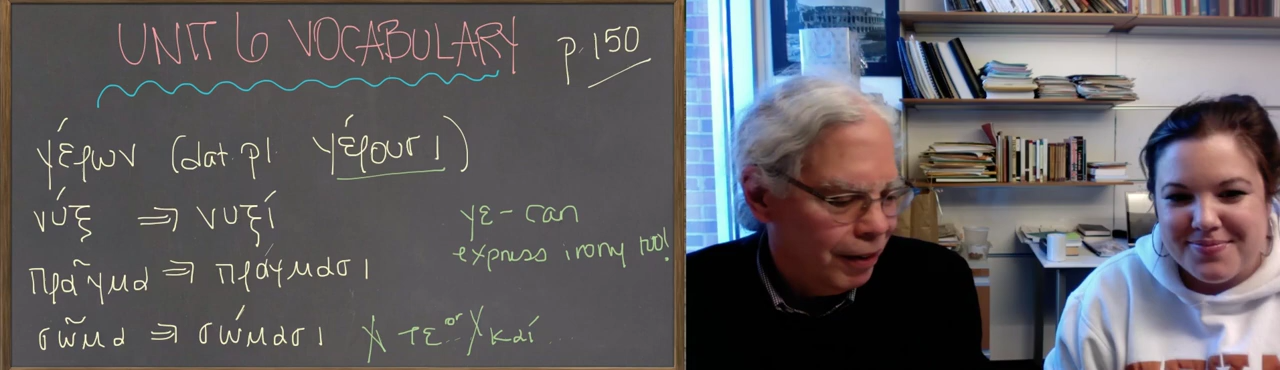 UNIT 6 VOCABULARY p. 150
γέρων (dat. pl. γέρουσι)
νύξ ⇒ νυξί
γε - can
express irony too!
πρᾶγμα ⇒ πράγμασι
σῶμα ⇒ σώμασι X τε or X καί ...